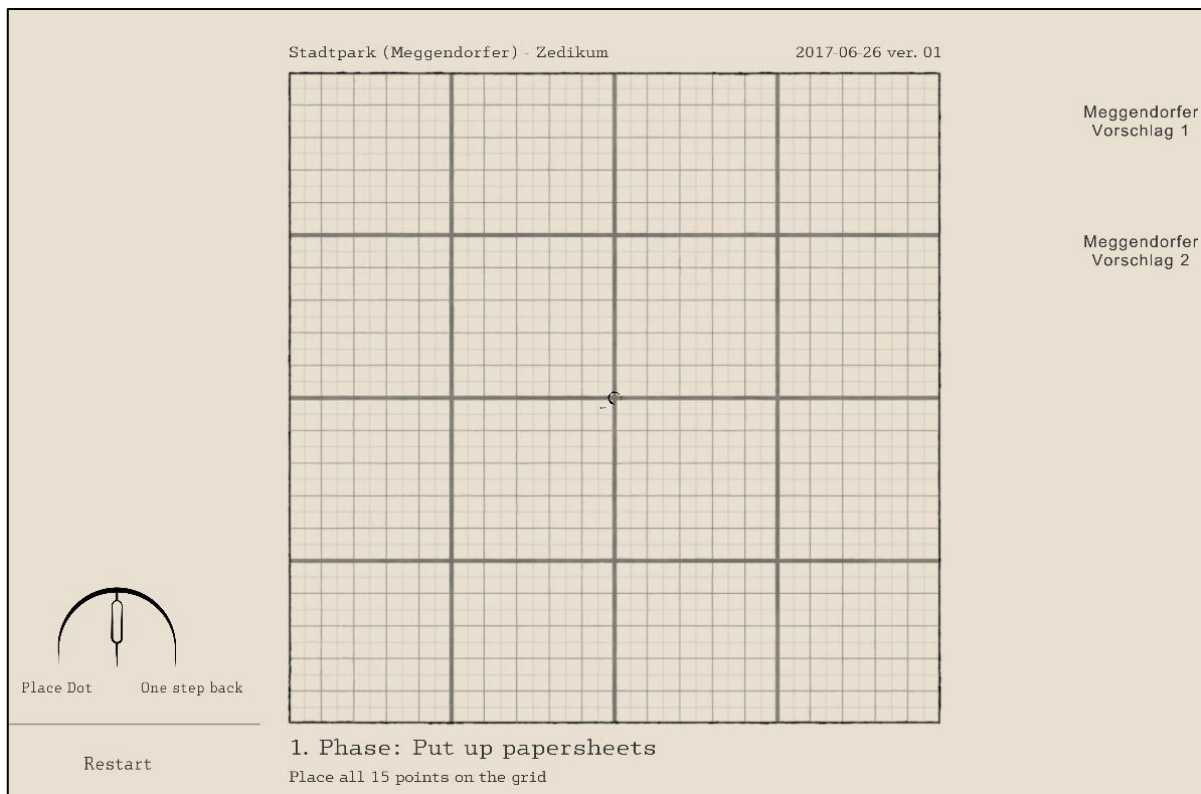 Stadtpark (Meggendorfer) - Zedikum
2017-06-26 ver. 01
Meggendorfer
Vorschlag 1
Meggendorfer
Vorschlag 2
Place Dot
One step back
Restart
1. Phase: Put up papersheets
Place all 15 points on the grid